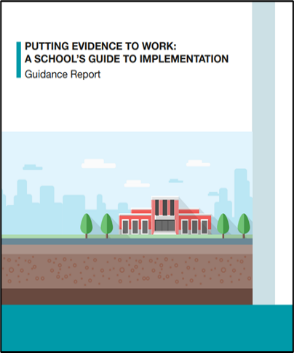 PUTTING EVIDENCE TO WORK:
A SCHOOL'S GUIDE TO IMPLEMENTATION
Guidance Report